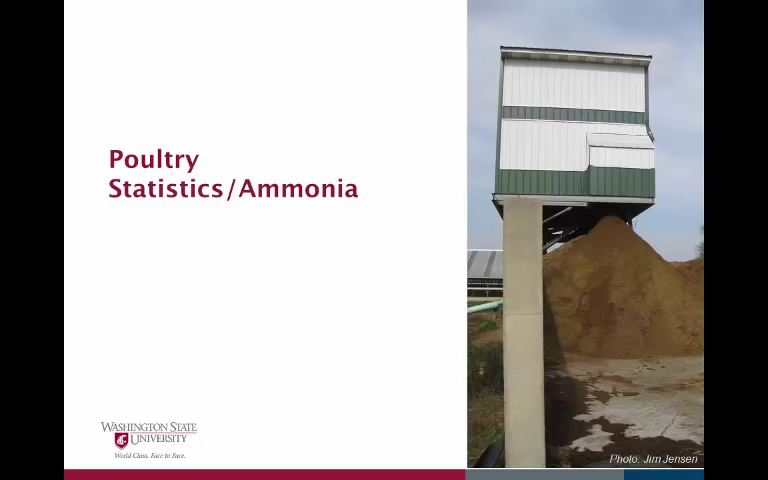 Poultry
Statistics/Ammonia
WASHINGTON STATE
UNIVERSITY
World Class. Face to Face.
Photo: Jim Jensen